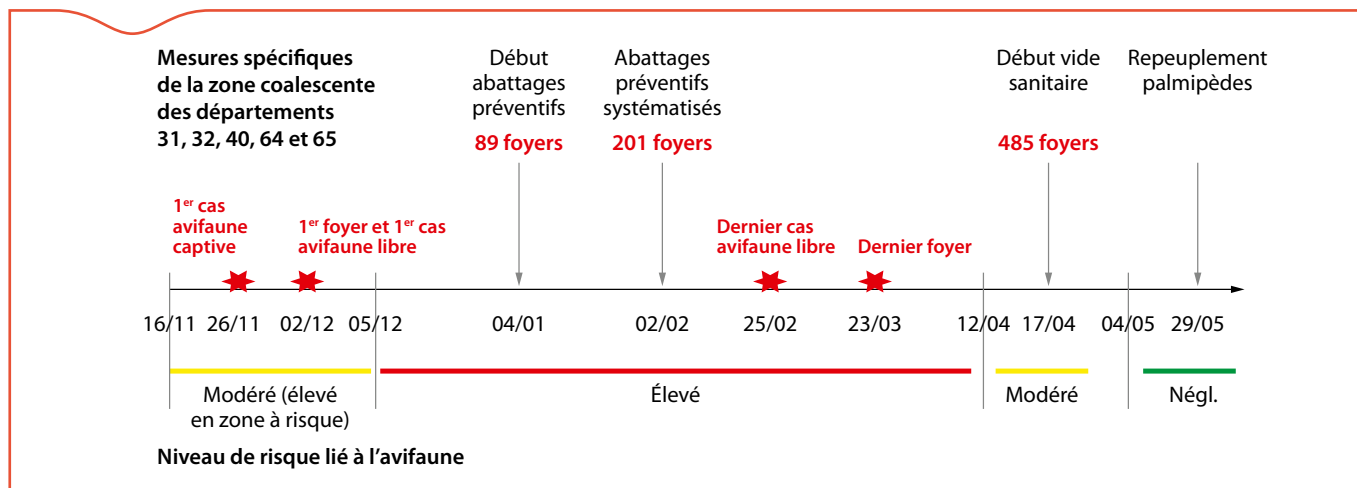 Mesures spécifiques
de la zone coalescente
des départements
31, 32, 40, 64 et 65
Début
abattages
préventifs
89 foyers
Abattages
préventifs
systématisés
201 foyers
Début vide
sanitaire
485 foyers
Repeuplement
palmipèdes
1er cas
avifaune
captive
1er foyer et 1er cas
avifaune libre
Dernier cas
avifaune libre
Dernier foyer
16/11 26/11 02/12 05/12 04/01 02/02 25/02 23/03 12/04 17/04 04/05 29/05
Modéré (élevé
en zone à risque)
Élevé
Modéré
Négl.
Niveau de risque lié à l'avifaune